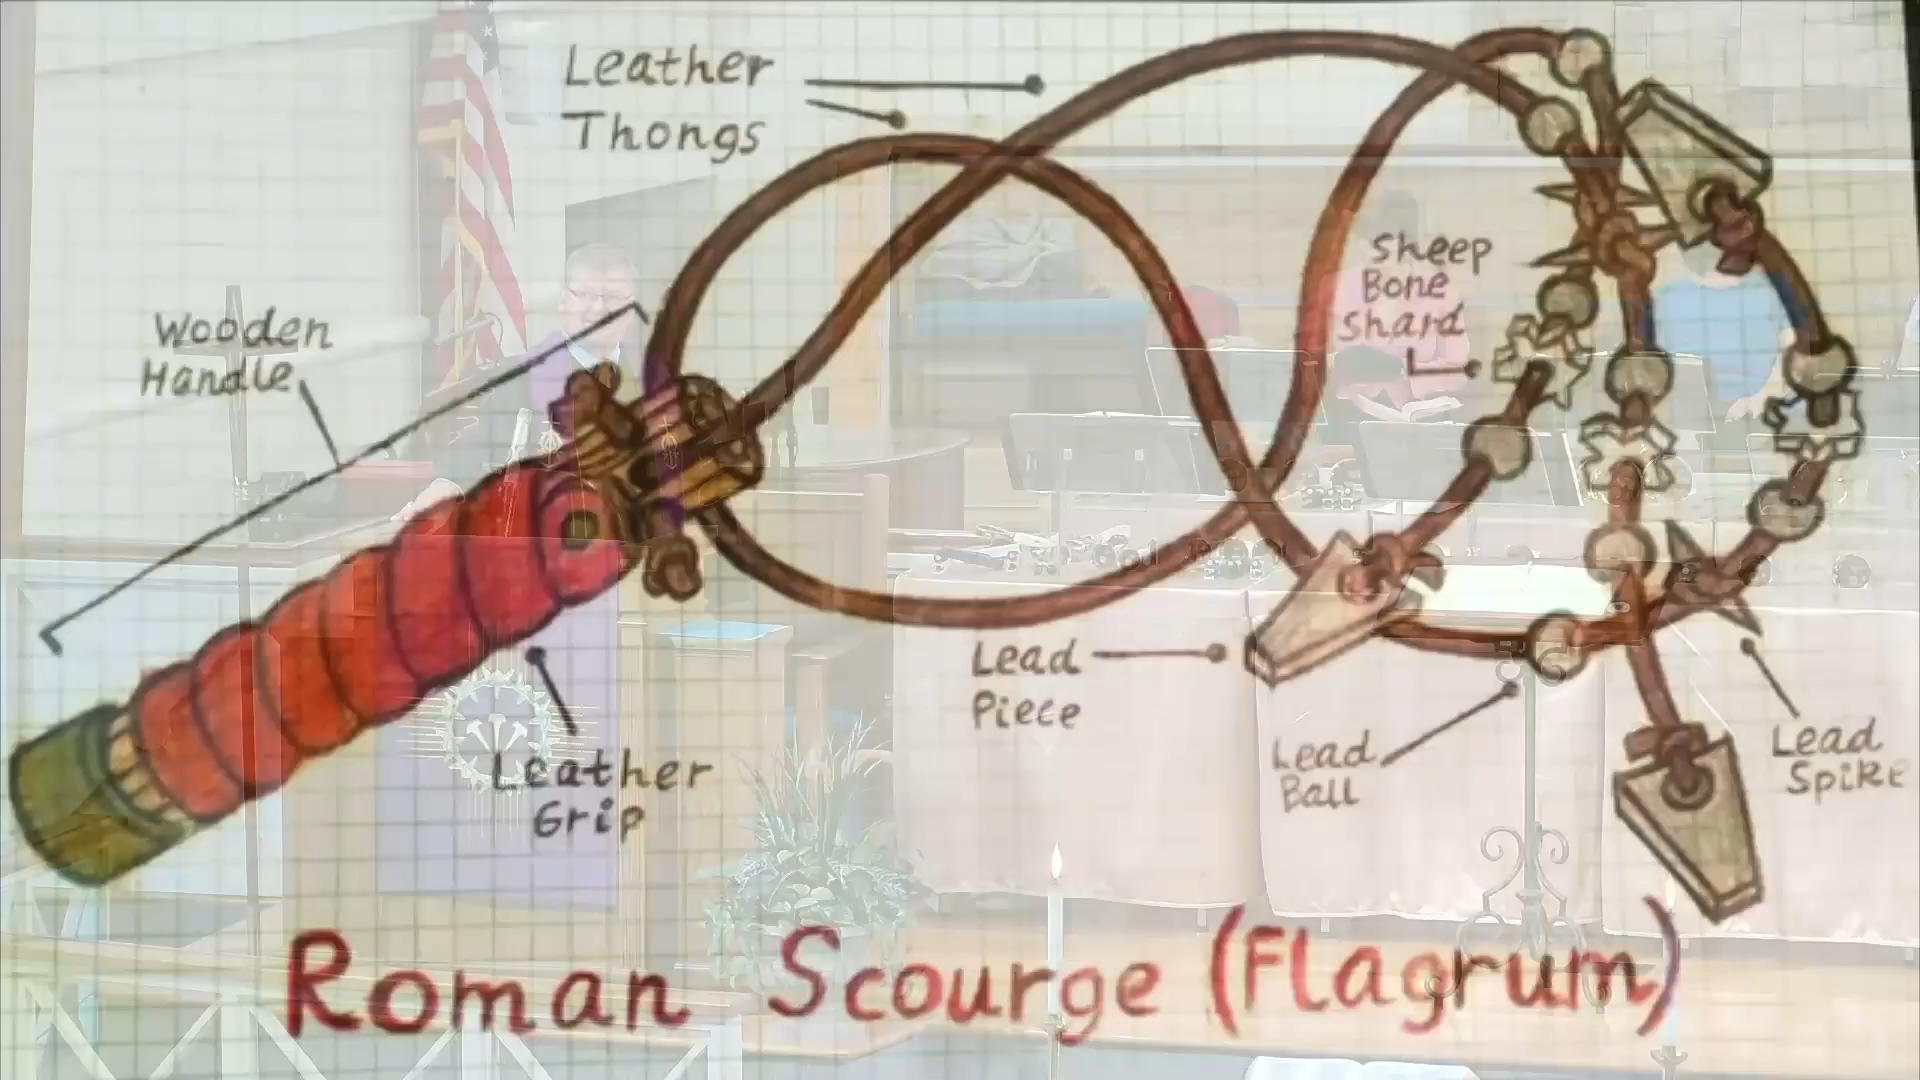 Leather
Thongs
Wooden
Handle
Sheep
Bone
Shard
Lead
Piece
Lead
Ball
Lead
Spike
Leather
Grip
Roman Scourge (Flagrum)